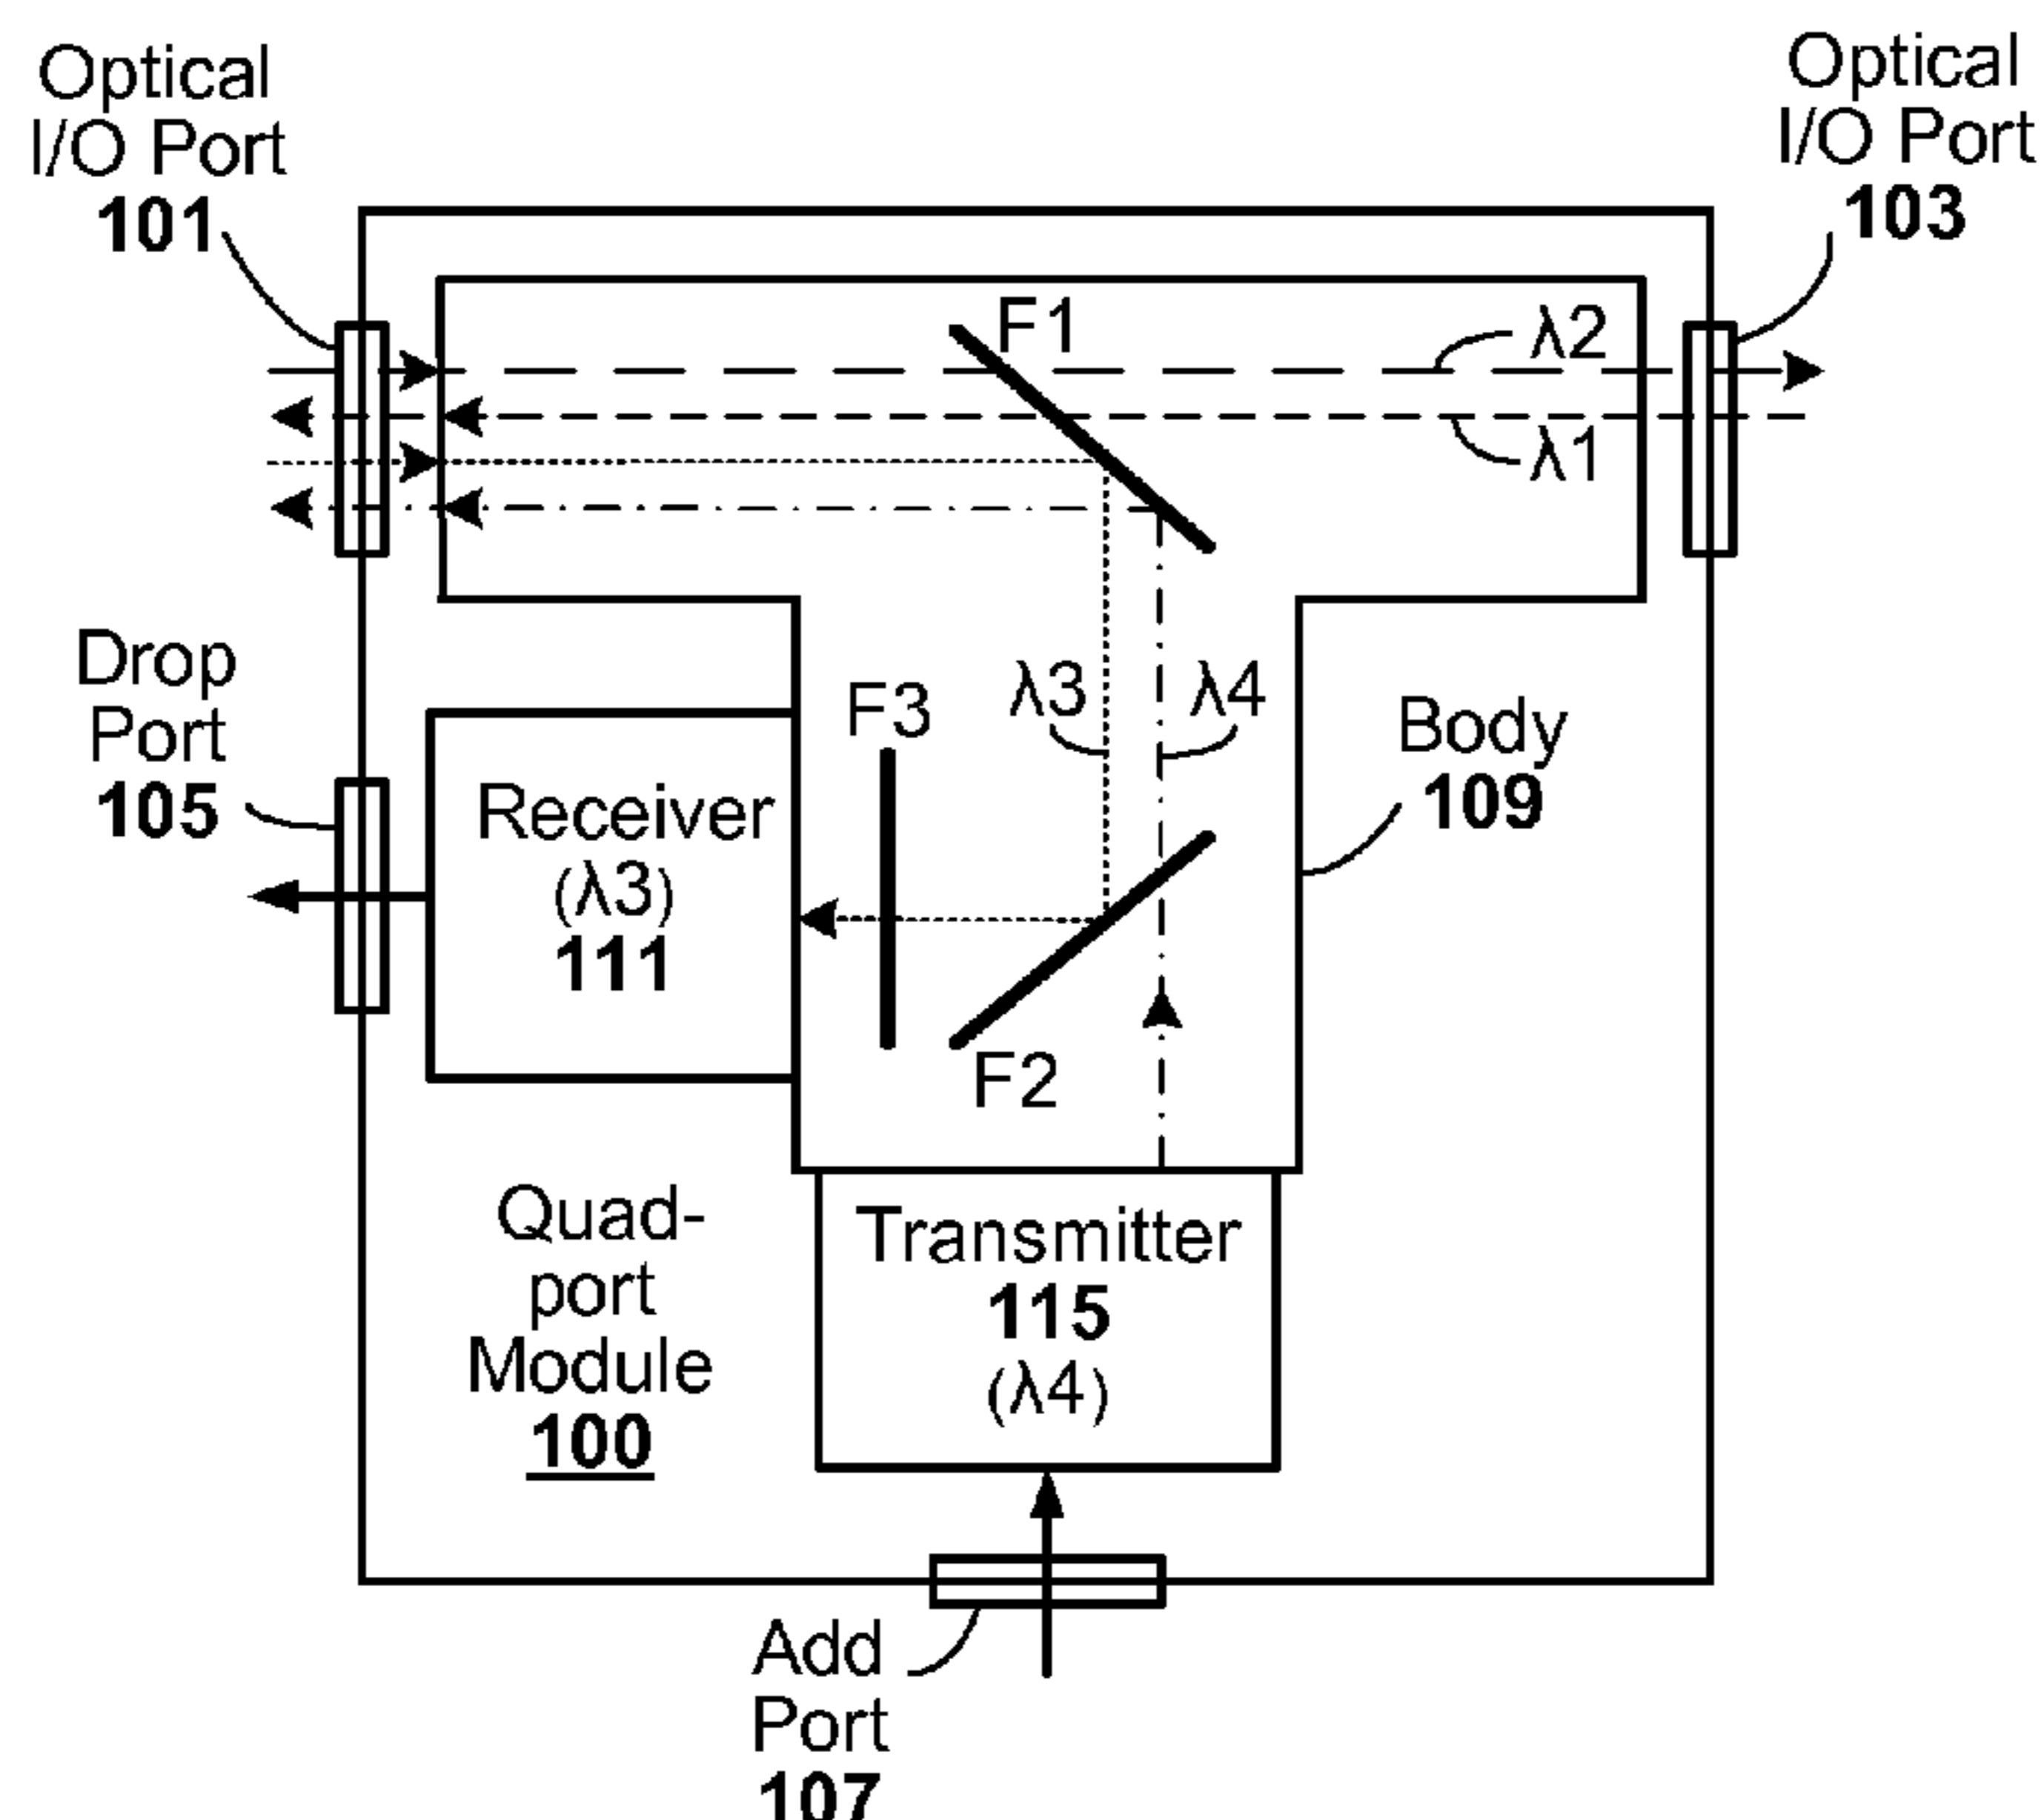 Optical
I/O Port
101
Optical
I/O Port
103
F1
λ2
λ1
Drop
Port
105
F3
λ3
λ4
Body
109
Receiver
(λ3)
111
F2
Quad-
port
Module
100
Transmitter
115
(λ4)
Add
Port
107